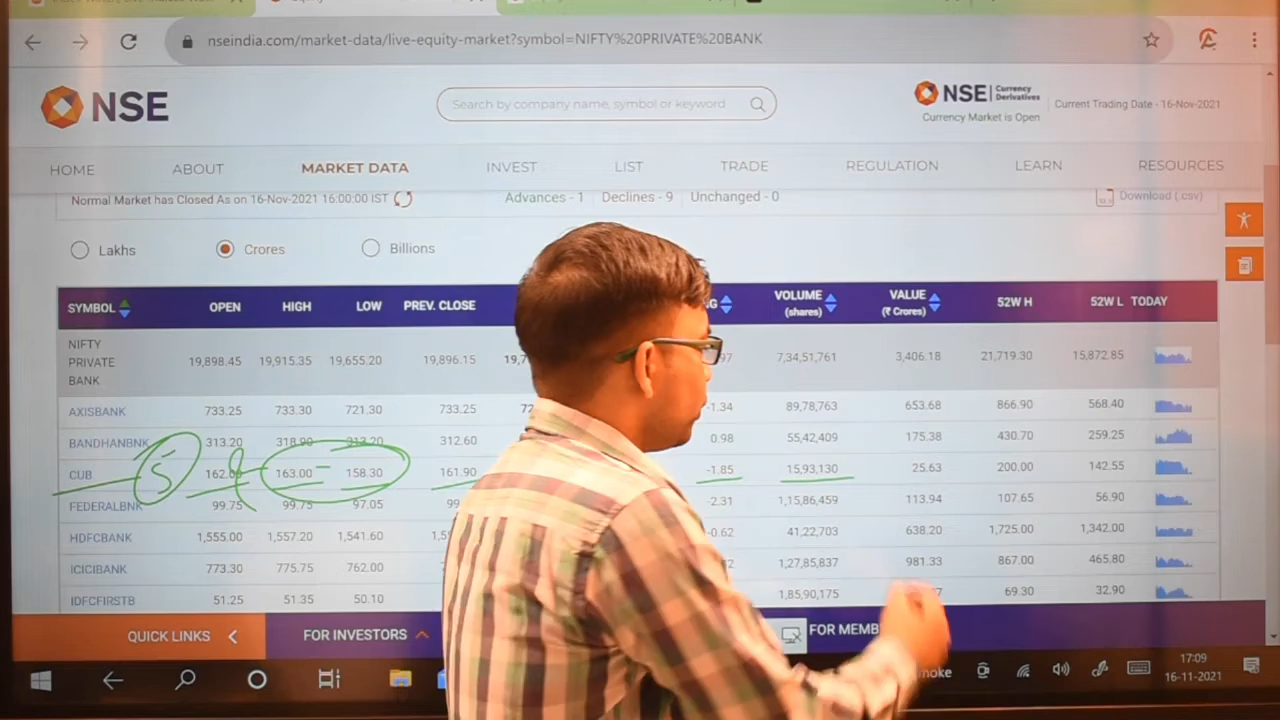 nseindia.com/market-data/live-equity-market?symbol=NIFTY%20PRIVATE%20BANK
NSE
Search by company name, symbol or keyword
NSE Currency Derivatives
Currency Market is Open
Current Trading Date - 16-Nov-2021
HOME ABOUT MARKET DATA INVEST LIST TRADE REGULATION LEARN RESOURCES
Normal Market has Closed As on 16-Nov-2021 16:00:00 IST Advances - 1 Declines - 9 Unchanged - 0 Download (.csv)
Lakhs Crores Billions
SYMBOL OPEN HIGH LOW PREV. CLOSE VOLUME (shares) VALUE (₹ Crores) 52W H 52W L TODAY
NIFTY PRIVATE BANK 19,898.45 19,915.35 19,655.20 19,896.15 7,34,51,761 3,406.18 21,719.30 15,872.85
AXISBANK 733.25 733.30 721.30 733.25 -1.34 89,78,763 653.68 866.90 568.40
BANDHANBNK 313.20 318.90 313.20 312.60 0.98 55,42,409 175.38 430.70 259.25
CUB 5 163.00 = 158.30 161.90 -1.85 15,93,130 25.63 200.00 142.55
FEDERALBNK 99.75 99.75 97.05 -2.31 1,15,86,459 113.94 107.65 56.90
HDFCBANK 1,555.00 1,557.20 1,541.60 -0.62 41,22,703 638.20 1,725.00 1,342.00
ICICIBANK 773.30 775.75 762.00 1,27,85,837 981.33 867.00 465.80
IDFCFIRSTB 51.25 51.35 50.10 1,85,90,175 69.30 32.90
QUICK LINKS FOR INVESTORS FOR MEMB
17:09
16-11-2021